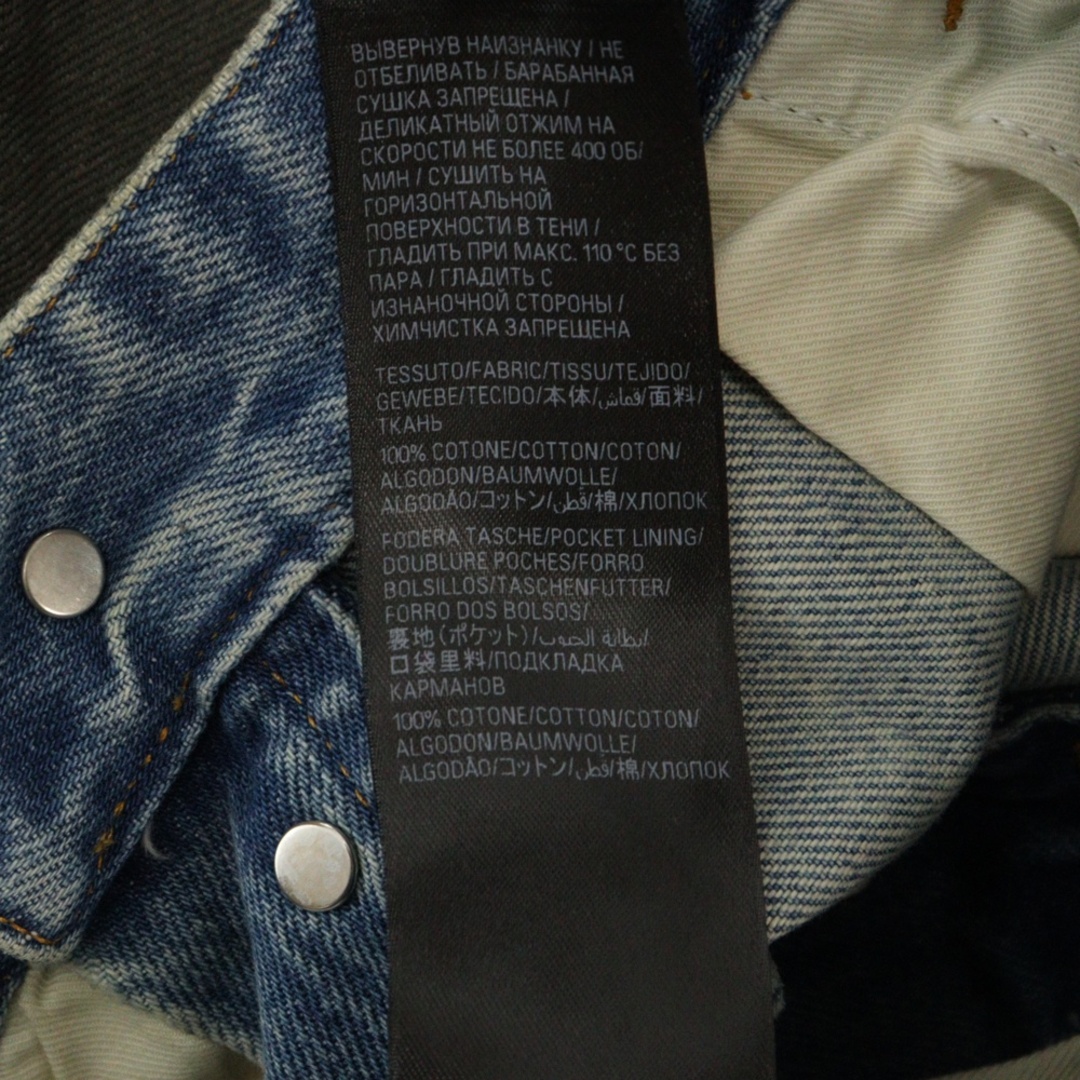 ВЫВЕРНУВ НАИЗНАНКУ / НЕ
ОТБЕЛИВАТЬ / БАРАБАННАЯ
СУШКА ЗАПРЕЩЕНА /
ДЕЛИКАТНЫЙ ОТЖИМ НА
СКОРОСТИ НЕ БОЛЕЕ 400 ОБ/
МИН / СУШИТЬ НА
ГОРИЗОНТАЛЬНОЙ
ПОВЕРХНОСТИ В ТЕНИ /
ГЛАДИТЬ ПРИ МАКС. 110 °C БЕЗ
ПАРА / ГЛАДИТЬ С
ИЗНАНОЧНОЙ СТОРОНЫ /
ХИМЧИСТКА ЗАПРЕЩЕНА
TESSUTO/FABRIC/TISSU/TEJIDO/
GEWEBE/TECIDO/本体/قماش/面料/
ТКАНЬ
100% COTONE/COTTON/COTON/
ALGODON/BAUMWOLLE/
ALGODÃO/コットン/قطن/棉/ХЛОПОК
FODERA TASCHE/POCKET LINING/
DOUBLURE POCHES/FORRO
BOLSILLOS/TASCHENFUTTER/
FORRO DOS BOLSOS/
裏地(ポケット)/بطانة الجيوب/
口袋里料/ПОДКЛАДКА
КАРМАНОВ
100% COTONE/COTTON/COTON/
ALGODON/BAUMWOLLE/
ALGODÃO/コットン/قطن/棉/ХЛОПОК